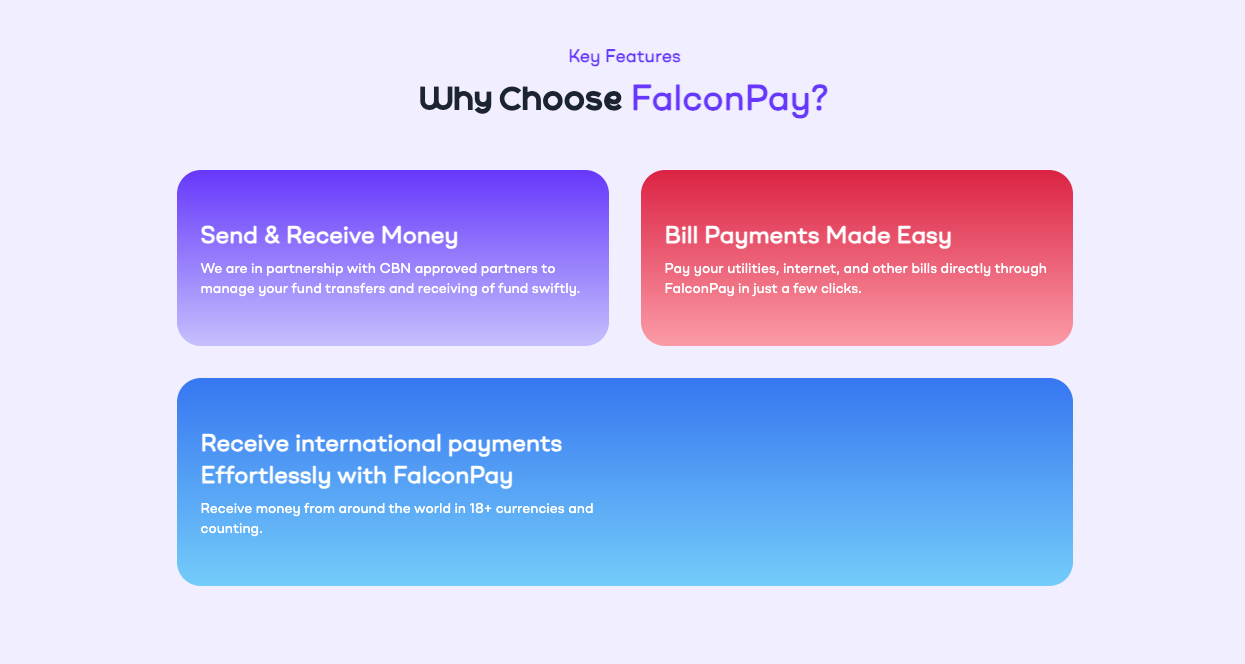 Key Features
Why Choose FalconPay?
Send & Receive Money
We are in partnership with CBN approved partners to
manage your fund transfers and receiving of fund swiftly.
Bill Payments Made Easy
Pay your utilities, internet, and other bills directly through
FalconPay in just a few clicks.
Receive international payments
Effortlessly with FalconPay
Receive money from around the world in 18+ currencies and
counting.